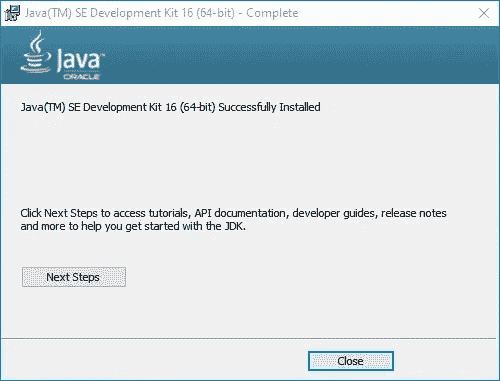 Java(TM) SE Development Kit 16 (64-bit) - Complete
Java
ORACLE
Java(TM) SE Development Kit 16 (64-bit) Successfully Installed
Click Next Steps to access tutorials, API documentation, developer guides, release notes
and more to help you get started with the JDK.
Next Steps
Close